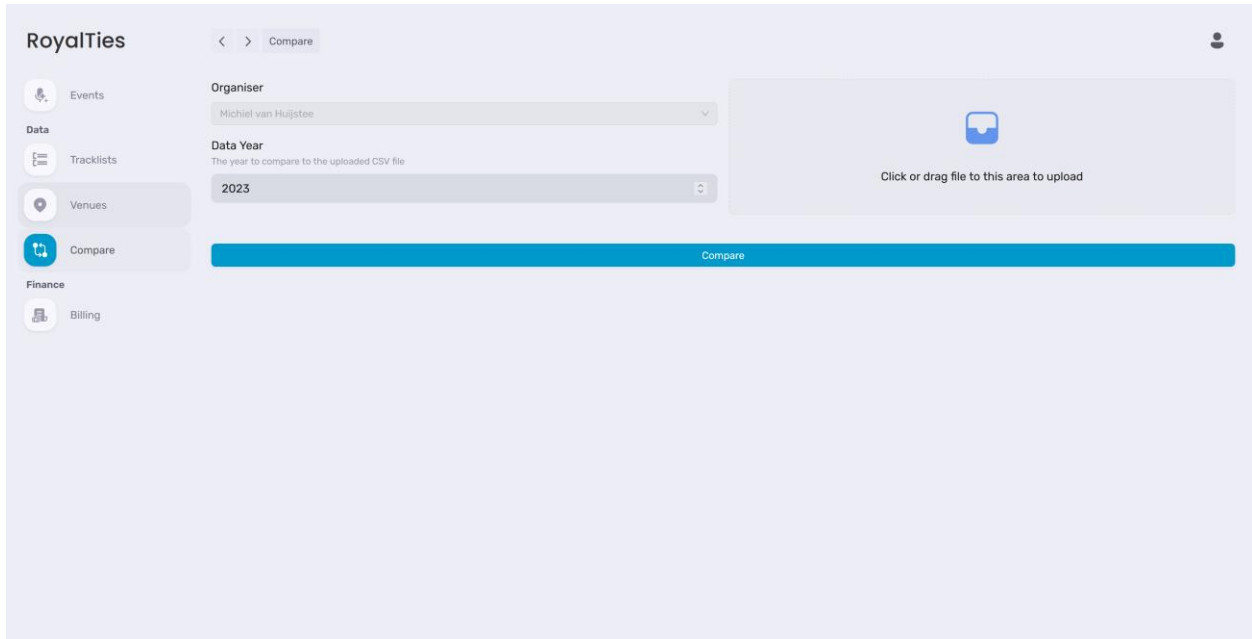 RoyalTies
Compare
Events
Data
Tracklists
Venues
Compare
Finance
Billing
Organiser
Michiel van Huijstee
Data Year
The year to compare to the uploaded CSV file
2023
Click or drag file to this area to upload
Compare